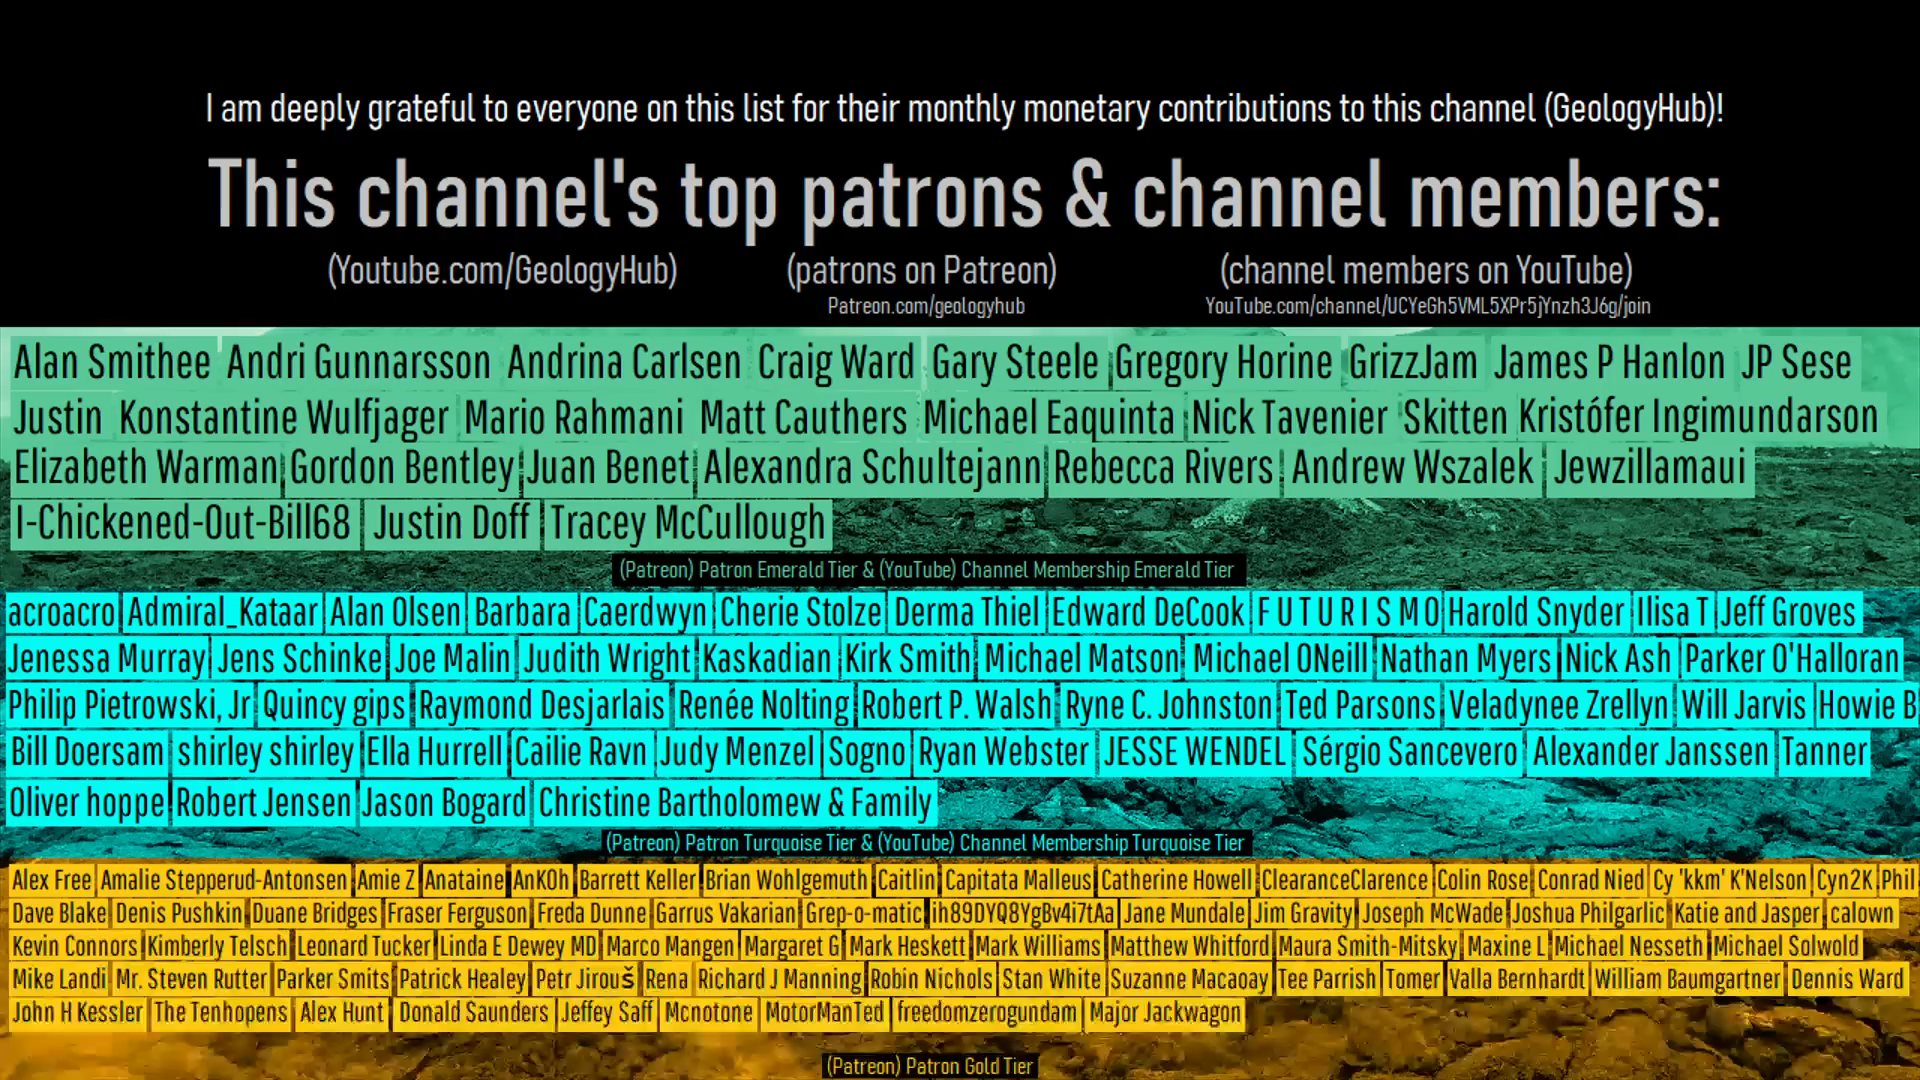 I am deeply grateful to everyone on this list for their monthly monetary contributions to this channel (GeologyHub)!
This channel's top patrons & channel members:
(Youtube.com/GeologyHub) (patrons on Patreon) (channel members on YouTube)
Patreon.com/geologyhub YouTube.com/channel/UCYeGh5VML5XPr5jYnzh3J6g/join
Alan Smithee Andri Gunnarsson Andrina Carlsen Craig Ward Gary Steele Gregory Horine GrizzJam James P Hanlon JP Sese
Justin Konstantine Wulfjager Mario Rahmani Matt Cauthers Michael Eaquinta Nick Tavenier Skitten Kristófer Ingimundarson
Elizabeth Warman Gordon Bentley Juan Benet Alexandra Schultejann Rebecca Rivers Andrew Wszalek Jewzillamaui
I-Chickened-Out-Bill68 Justin Doff Tracey McCullough
(Patreon) Patron Emerald Tier & (YouTube) Channel Membership Emerald Tier
acroacro Admiral_Kataar Alan Olsen Barbara Caerdwyn Cherie Stolze Derma Thiel Edward DeCook F U T U R I S M O Harold Snyder Ilisa T Jeff Groves
Jenessa Murray Jens Schinke Joe Malin Judith Wright Kaskadian Kirk Smith Michael Matson Michael ONeill Nathan Myers Nick Ash Parker O'Halloran
Philip Pietrowski, Jr Quincy gips Raymond Desjarlais Renée Nolting Robert P. Walsh Ryne C. Johnston Ted Parsons Veladynee Zrellyn Will Jarvis Howie B
Bill Doersam shirley shirley Ella Hurrell Cailie Ravn Judy Menzel Sogno Ryan Webster JESSE WENDEL Sérgio Sancevero Alexander Janssen Tanner
Oliver hoppe Robert Jensen Jason Bogard Christine Bartholomew & Family
(Patreon) Patron Turquoise Tier & (YouTube) Channel Membership Turquoise Tier
Alex Free Amalie Stepperud-Antonsen Amie Z Anataine AnKOh Barrett Keller Brian Wohlgemuth Caitlin Capitata Malleus Catherine Howell ClearanceClarence Colin Rose Conrad Nied Cy 'kkm' K'Nelson Cyn2K Phil
Dave Blake Denis Pushkin Duane Bridges Fraser Ferguson Freda Dunne Garrus Vakarian Grep-o-matic ih89DYQ8YgBv4i7tAa Jane Mundale Jim Gravity Joseph McWade Joshua Philgarlic Katie and Jasper calown
Kevin Connors Kimberly Telsch Leonard Tucker Linda E Dewey MD Marco Mangen Margaret G Mark Heskett Mark Williams Matthew Whitford Maura Smith-Mitsky Maxine L Michael Nesseth Michael Solwold
Mike Landi Mr. Steven Rutter Parker Smits Patrick Healey Petr Jirouš Rena Richard J Manning Robin Nichols Stan White Suzanne Macaoay Tee Parrish Tomer Valla Bernhardt William Baumgartner Dennis Ward
John H Kessler The Tenhopens Alex Hunt Donald Saunders Jeffey Saff Mcnotone MotorManTed freedomzerogundam Major Jackwagon
(Patreon) Patron Gold Tier